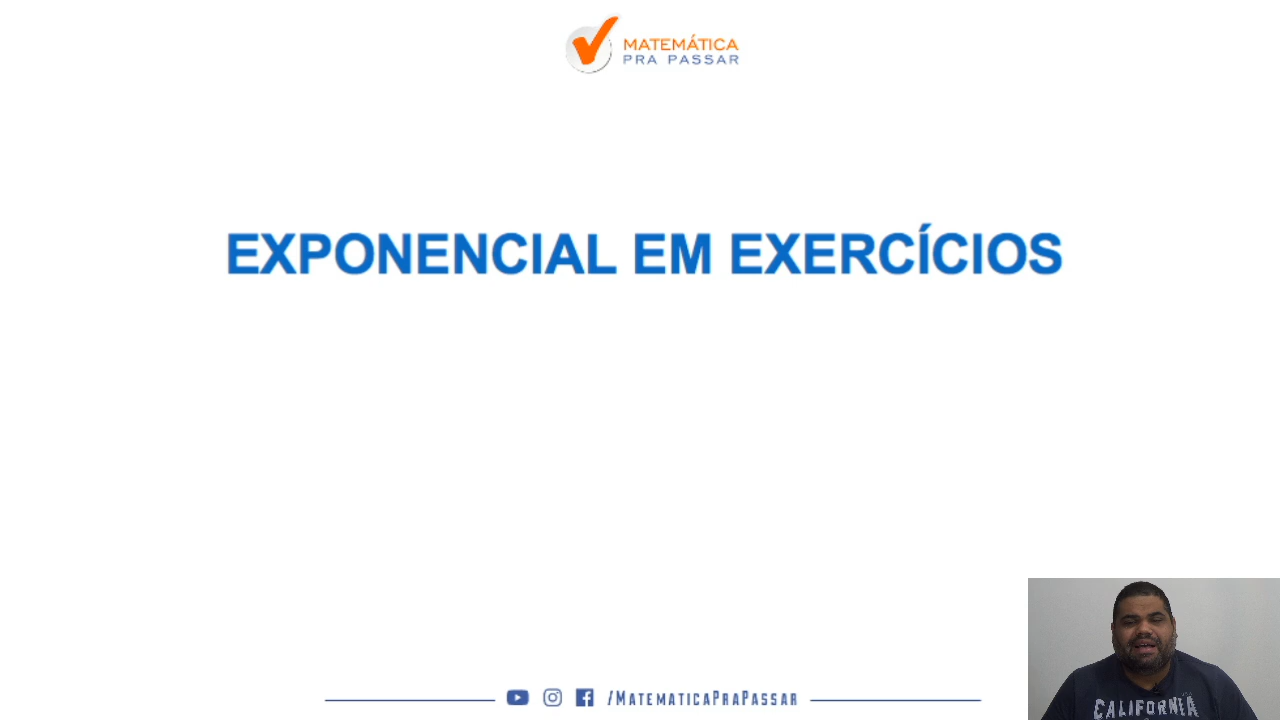 MATEMÁTICA
PRA PASSAR
EXPONENCIAL EM EXERCÍCIOS
/MATEMATICAPRAPASSAR
CALIFORNIA